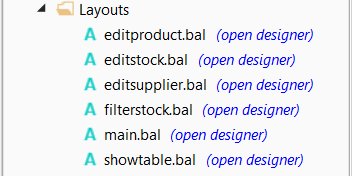 Layouts
editproduct.bal (open designer)
editstock.bal (open designer)
editsupplier.bal (open designer)
filterstock.bal (open designer)
main.bal (open designer)
showtable.bal (open designer)